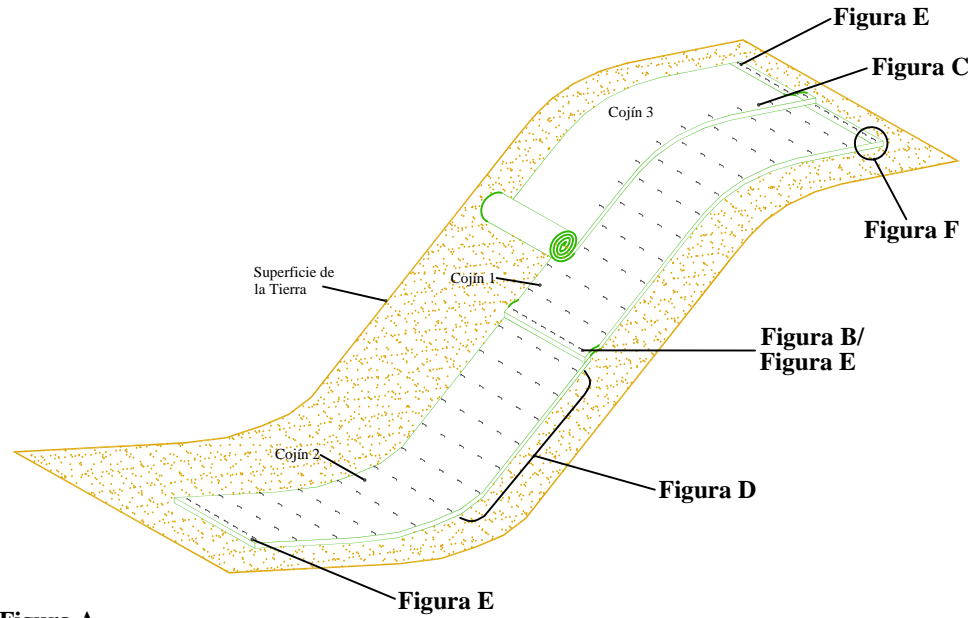 Figura E
Figura C
Cojín 3
Figura F
Superficie de
la Tierra
Cojín 1
Figura B/
Figura E
Cojín 2
Figura D
Figura E
Figura A